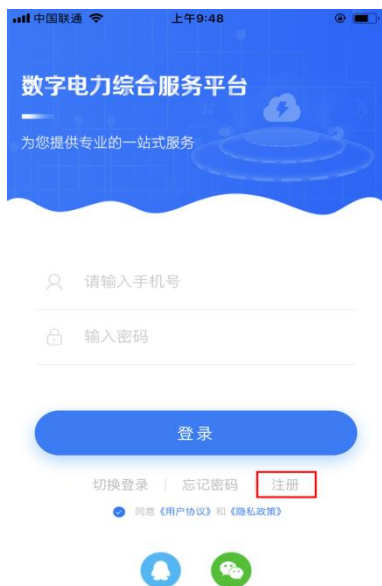 中国联通 上午9:48
数字电力综合服务平台
为您提供专业的一站式服务
请输入手机号
输入密码
登录
切换登录 忘记密码 注册
同意《用户协议》和《隐私政策》